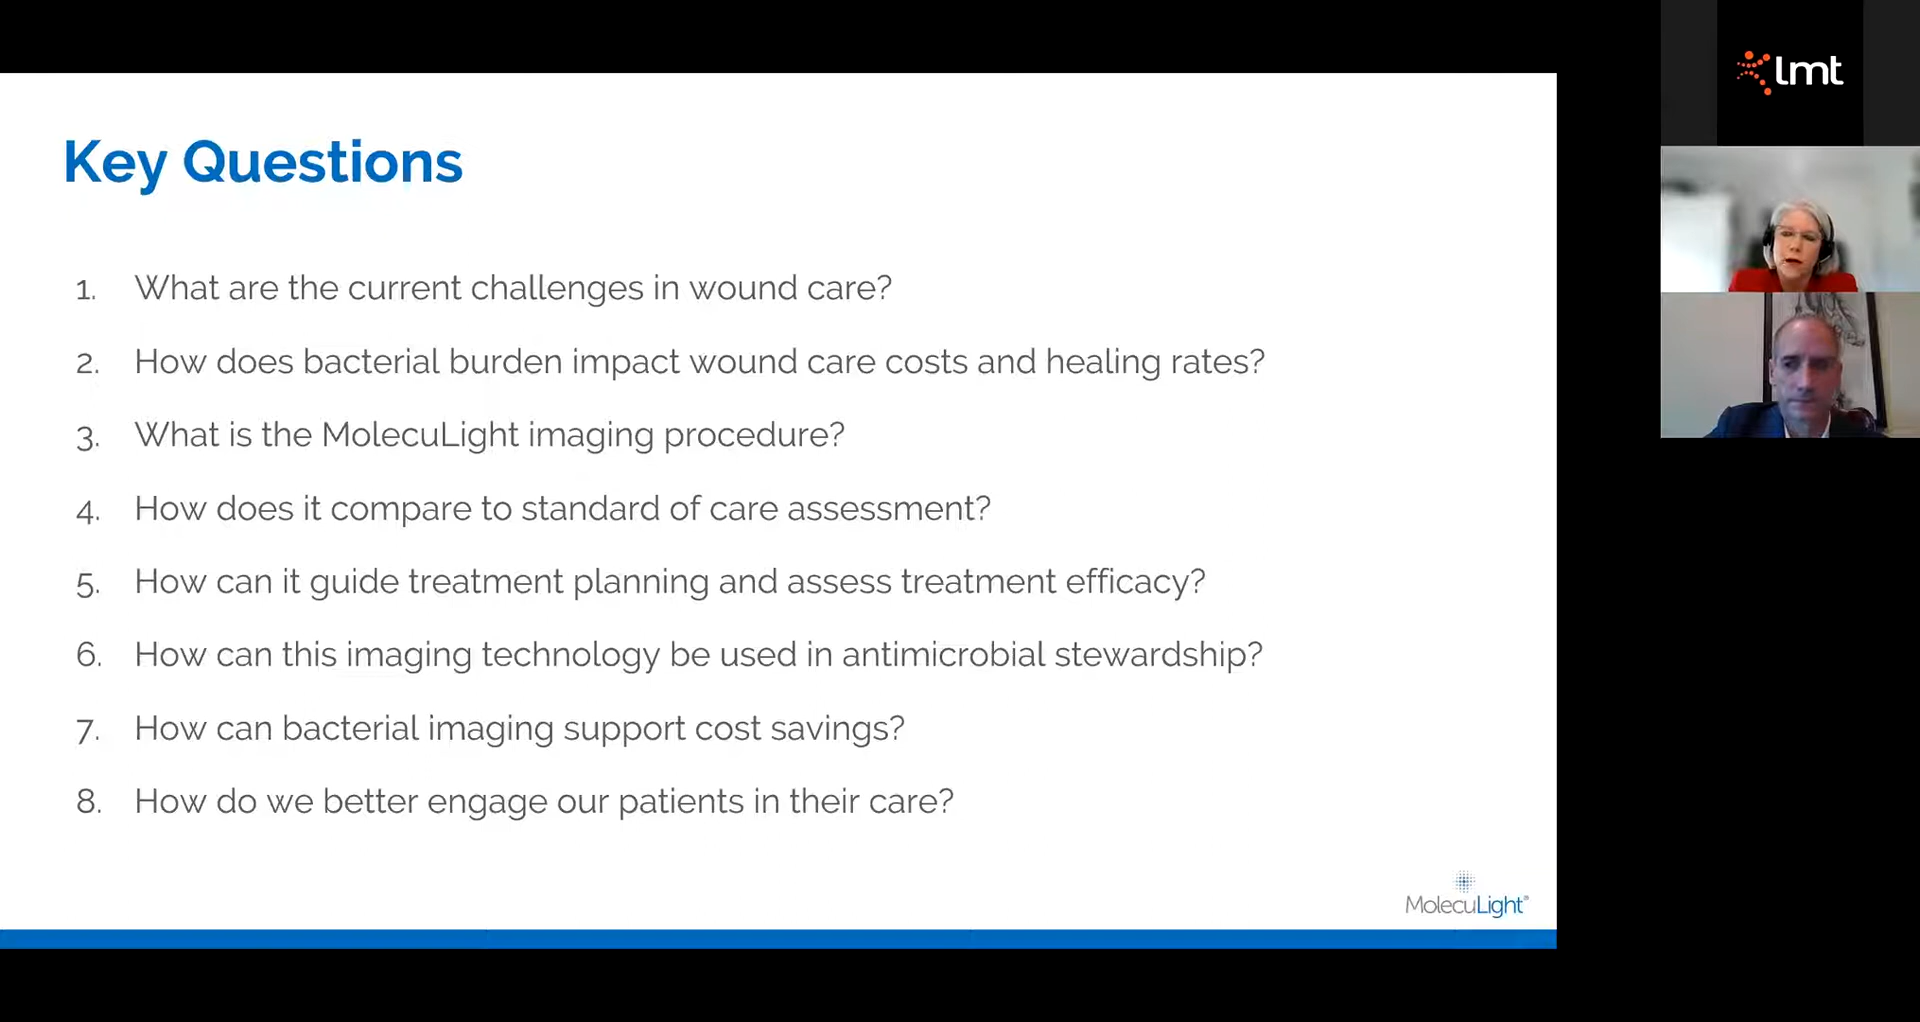 Key Questions
1. What are the current challenges in wound care?
2. How does bacterial burden impact wound care costs and healing rates?
3. What is the MolecuLight imaging procedure?
4. How does it compare to standard of care assessment?
5. How can it guide treatment planning and assess treatment efficacy?
6. How can this imaging technology be used in antimicrobial stewardship?
7. How can bacterial imaging support cost savings?
8. How do we better engage our patients in their care?
MolecuLight®
lmt